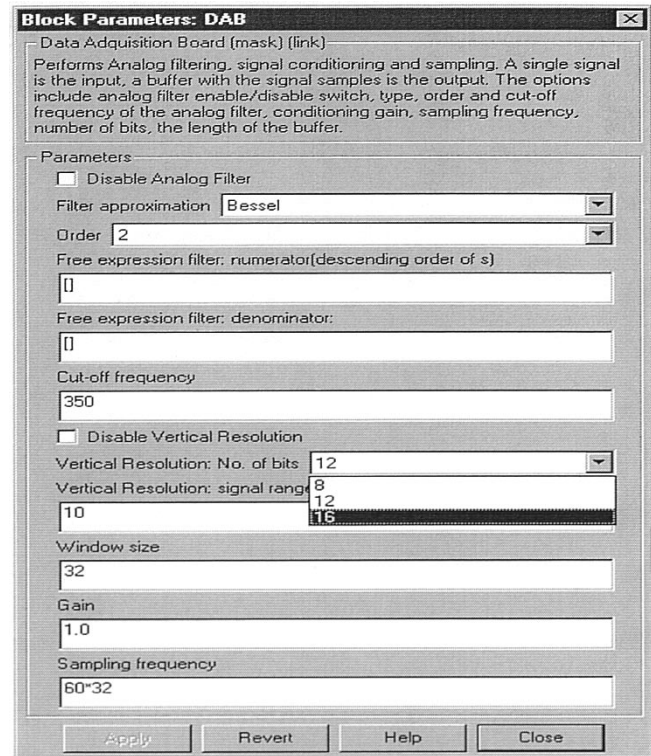 Block Parameters: DAB
Data Adquisition Board (mask) (link)
Performs Analog filtering, signal conditioning and sampling. A single signal
is the input, a buffer with the signal samples is the output. The options
include analog filter enable/disable switch, type, order and cut-off
frequency of the analog filter, conditioning gain, sampling frequency,
number of bits, the length of the buffer.
Parameters
Disable Analog Filter
Filter approximation Bessel
Order 2
Free expression filter: numerator(descending order of s)
[]
Free expression filter: denominator:
[]
Cut-off frequency
350
Disable Vertical Resolution
Vertical Resolution: No. of bits 12
8
12
16
Vertical Resolution: signal range
10
Window size
32
Gain
1.0
Sampling frequency
60*32
Apply Revert Help Close